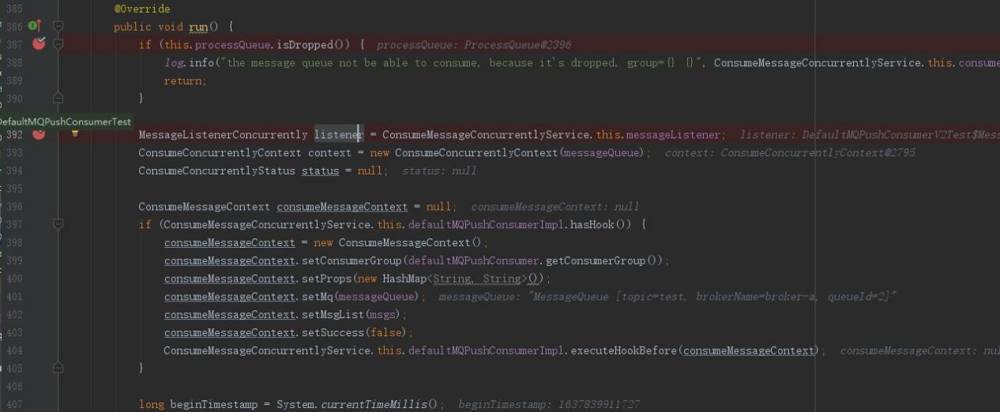 385 @Override
386 public void run() {
387 if (this.processQueue.isDropped()) { processQueue: ProcessQueue@2396
388 log.info("the message queue not be able to consume, because it's dropped. group={} {}", ConsumeMessageConcurrentlyService.this.consume
389 return;
390 }
DefaultMQPushConsumerTest
392 MessageListenerConcurrently listener = ConsumeMessageConcurrentlyService.this.messageListener; listener: DefaultMQPushConsumerV2Test$Mess
393 ConsumeConcurrentlyContext context = new ConsumeConcurrentlyContext(messageQueue); context: ConsumeConcurrentlyContext@2795
394 ConsumeConcurrentlyStatus status = null; status: null
395
396 ConsumeMessageContext consumeMessageContext = null; consumeMessageContext: null
397 if (ConsumeMessageConcurrentlyService.this.defaultMQPushConsumerImpl.hasHook()) {
398 consumeMessageContext = new ConsumeMessageContext();
399 consumeMessageContext.setConsumerGroup(defaultMQPushConsumer.getConsumerGroup());
400 consumeMessageContext.setProps(new HashMap<String, String>());
401 consumeMessageContext.setMq(messageQueue); messageQueue: "MessageQueue [topic=test, brokerName=broker-a, queueId=2]"
402 consumeMessageContext.setMsgList(msgs);
403 consumeMessageContext.setSuccess(false);
404 ConsumeMessageConcurrentlyService.this.defaultMQPushConsumerImpl.executeHookBefore(consumeMessageContext); consumeMessageContext: nul
405 }
406
407 long beginTimestamp = System.currentTimeMillis(); beginTimestamp: 1637839911727